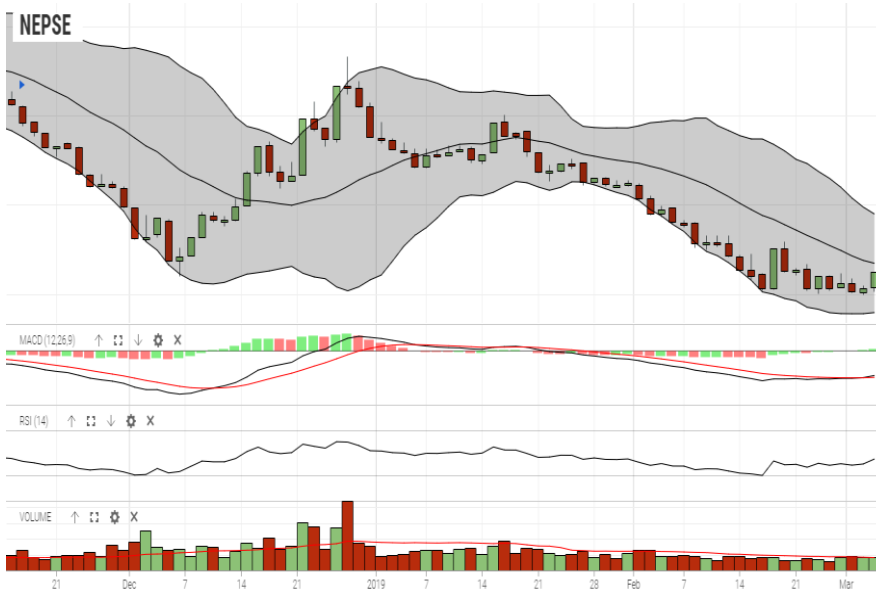 NEPSE
MACD (12,26,9)
RSI (14)
VOLUME
21 Dec 7 14 21 2019 7 14 21 28 Feb 7 14 21 Mar